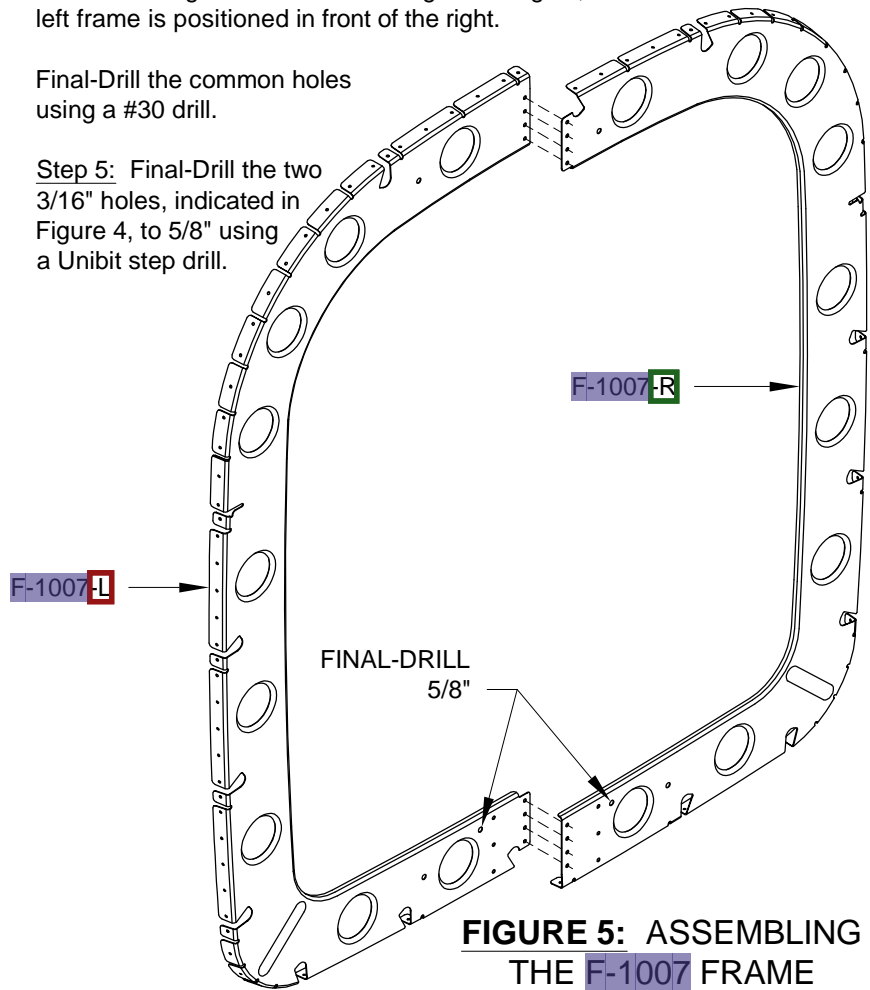 left frame is positioned in front of the right.
Final-Drill the common holes
using a #30 drill.
Step 5: Final-Drill the two
3/16" holes, indicated in
Figure 4, to 5/8" using
a Unibit step drill.
F-1007-R
F-1007-L
FINAL-DRILL
5/8"
FIGURE 5: ASSEMBLING
THE F-1007 FRAME